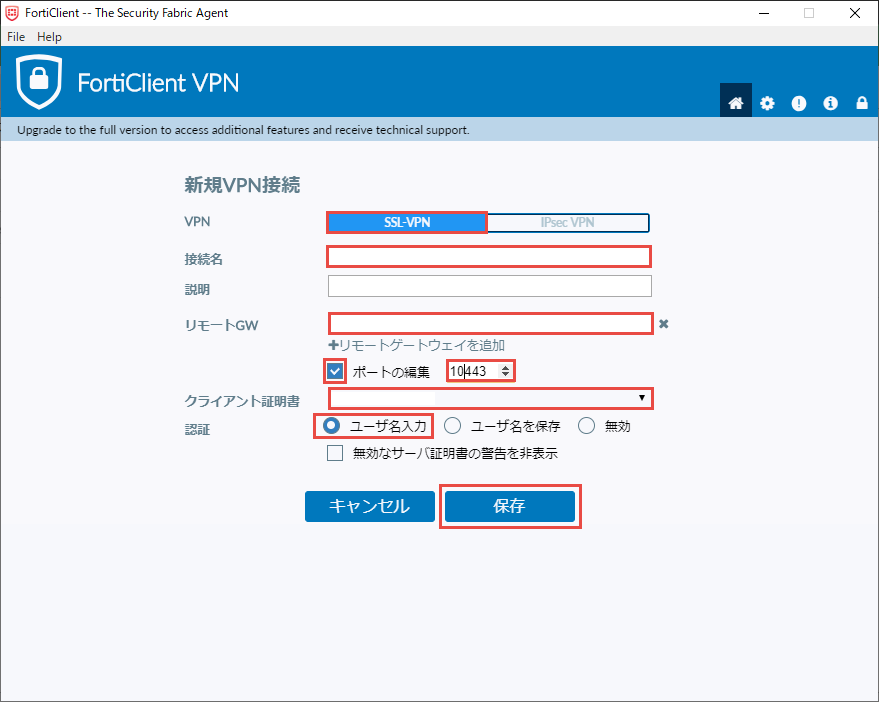 FortiClient -- The Security Fabric Agent
File Help
FortiClient VPN
Upgrade to the full version to access additional features and receive technical support.
新規VPN接続
VPN SSL-VPN IPsec VPN
接続名
説明
リモートGW
リモートゲートウェイを追加
ポートの編集 10443
クライアント証明書
認証 ユーザ名入力 ユーザ名を保存 無効
無効なサーバ証明書の警告を非表示
キャンセル 保存